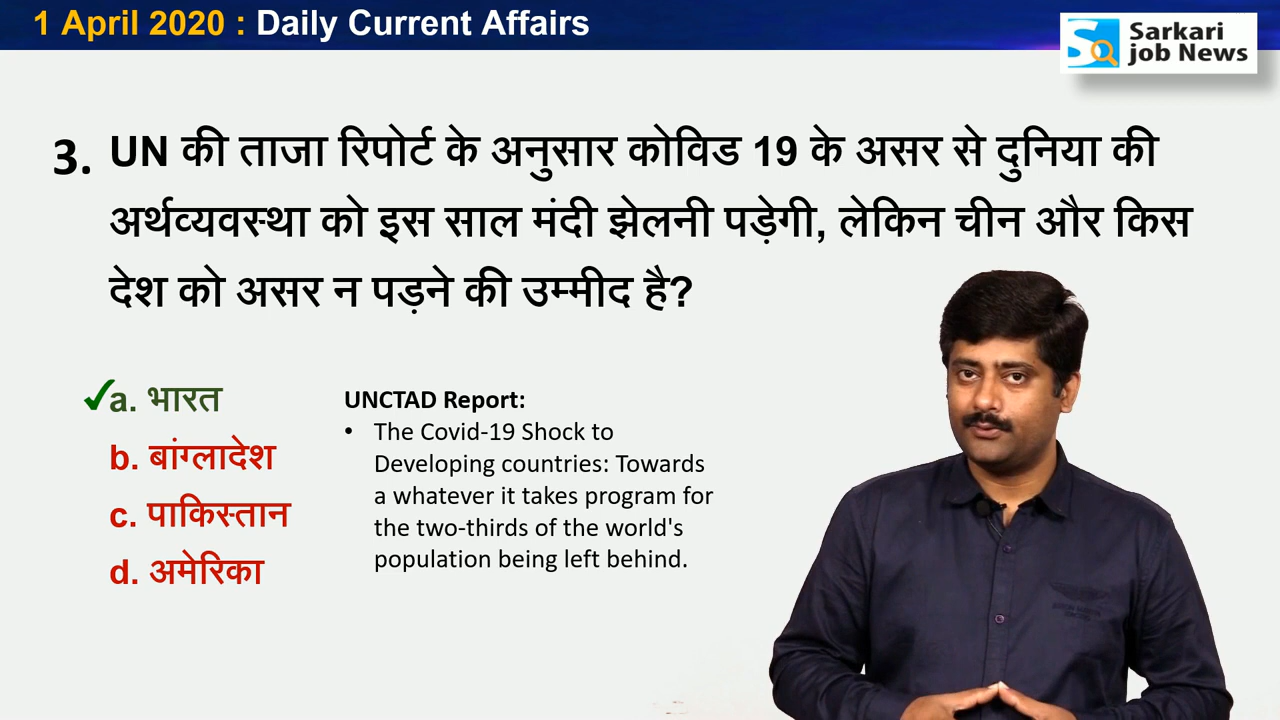 1 April 2020 : Daily Current Affairs
Sarkari
job News
3. UN की ताजा रिपोर्ट के अनुसार कोविड 19 के असर से दुनिया की
अर्थव्यवस्था को इस साल मंदी झेलनी पड़ेगी, लेकिन चीन और किस
देश को असर न पड़ने की उम्मीद है?
a. भारत
b. बांग्लादेश
c. पाकिस्तान
d. अमेरिका
UNCTAD Report:
• The Covid-19 Shock to
Developing countries: Towards
a whatever it takes program for
the two-thirds of the world's
population being left behind.